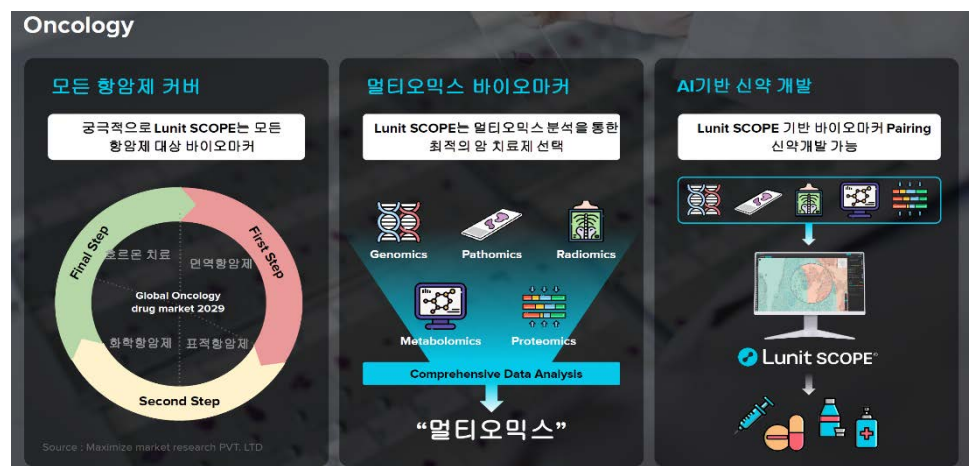 Oncology
모든 항암제 커버
궁극적으로 Lunit SCOPE는 모든
항암제 대상 바이오마커
Final Step
First Step
호르몬 치료
면역항암제
Global Oncology
drug market 2029
화학항암제
표적항암제
Second Step
Source : Maximize market research PVT. LTD
멀티오믹스 바이오마커
Lunit SCOPE는 멀티오믹스 분석을 통한
최적의 암 치료제 선택
Genomics
Pathomics
Radiomics
Metabolomics
Proteomics
Comprehensive Data Analysis
“멀티오믹스”
AI기반 신약 개발
Lunit SCOPE 기반 바이오마커 Pairing
신약개발 가능
Lunit SCOPE®